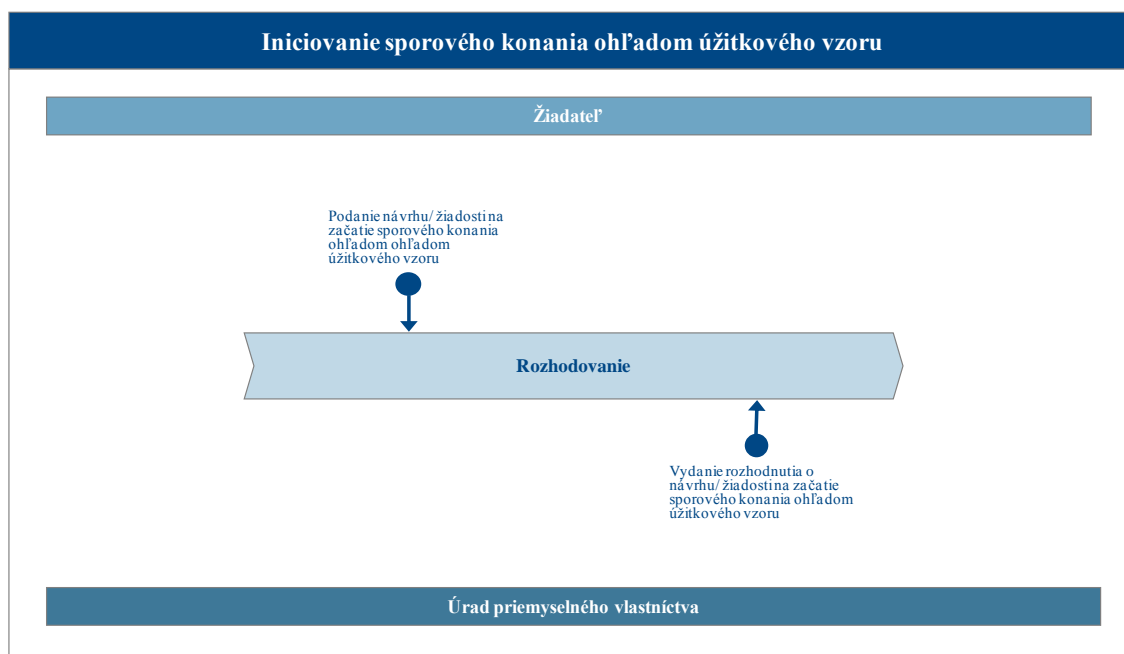 Iniciovanie sporového konania ohľadom úžitkového vzoru
Žiadateľ
Podanie návrhu/ žiadosti na
začatie sporového konania
ohľadom ohľadom
úžitkového vzoru
Rozhodovanie
Vydanie rozhodnutia o
návrhu/ žiadosti na začatie
sporového konania ohľadom
úžitkového vzoru
Úrad priemyselného vlastníctva